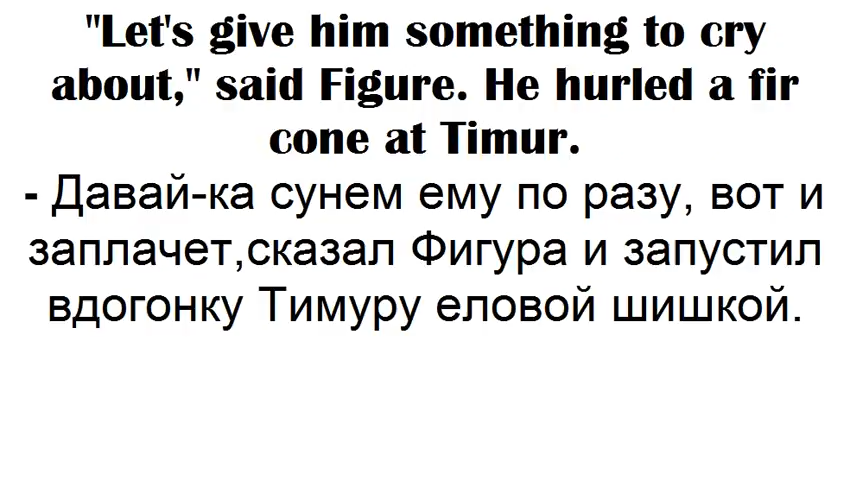 "Let's give him something to cry
about," said Figure. He hurled a fir
cone at Timur.
- Давай-ка сунем ему по разу, вот и
заплачет,сказал Фигура и запустил
вдогонку Тимуру еловой шишкой.